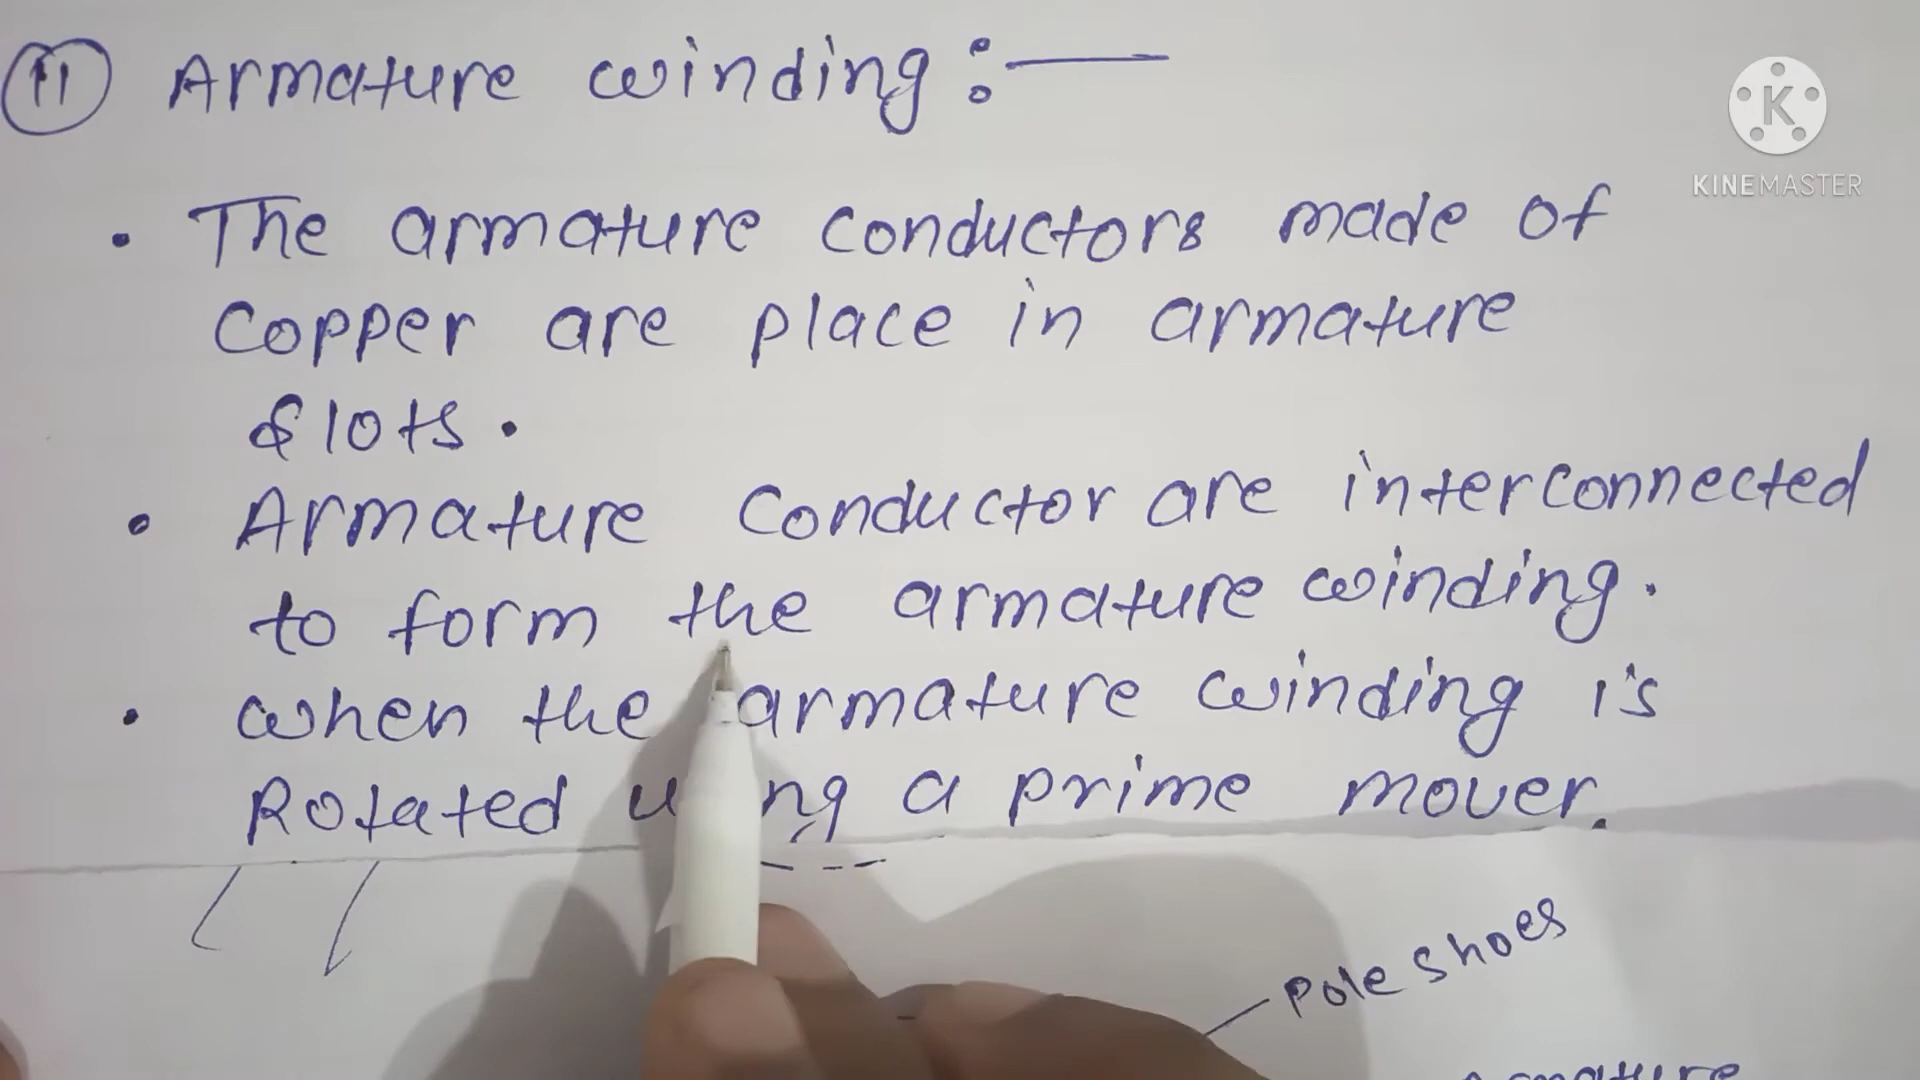 11 Armature winding :-
K
KINEMASTER
• The armature conductors made of
Copper are place in armature
slots.
• Armature conductor are interconnected
to form the armature winding.
• when the armature winding is
Rotated a prime mover.
Pole shoes